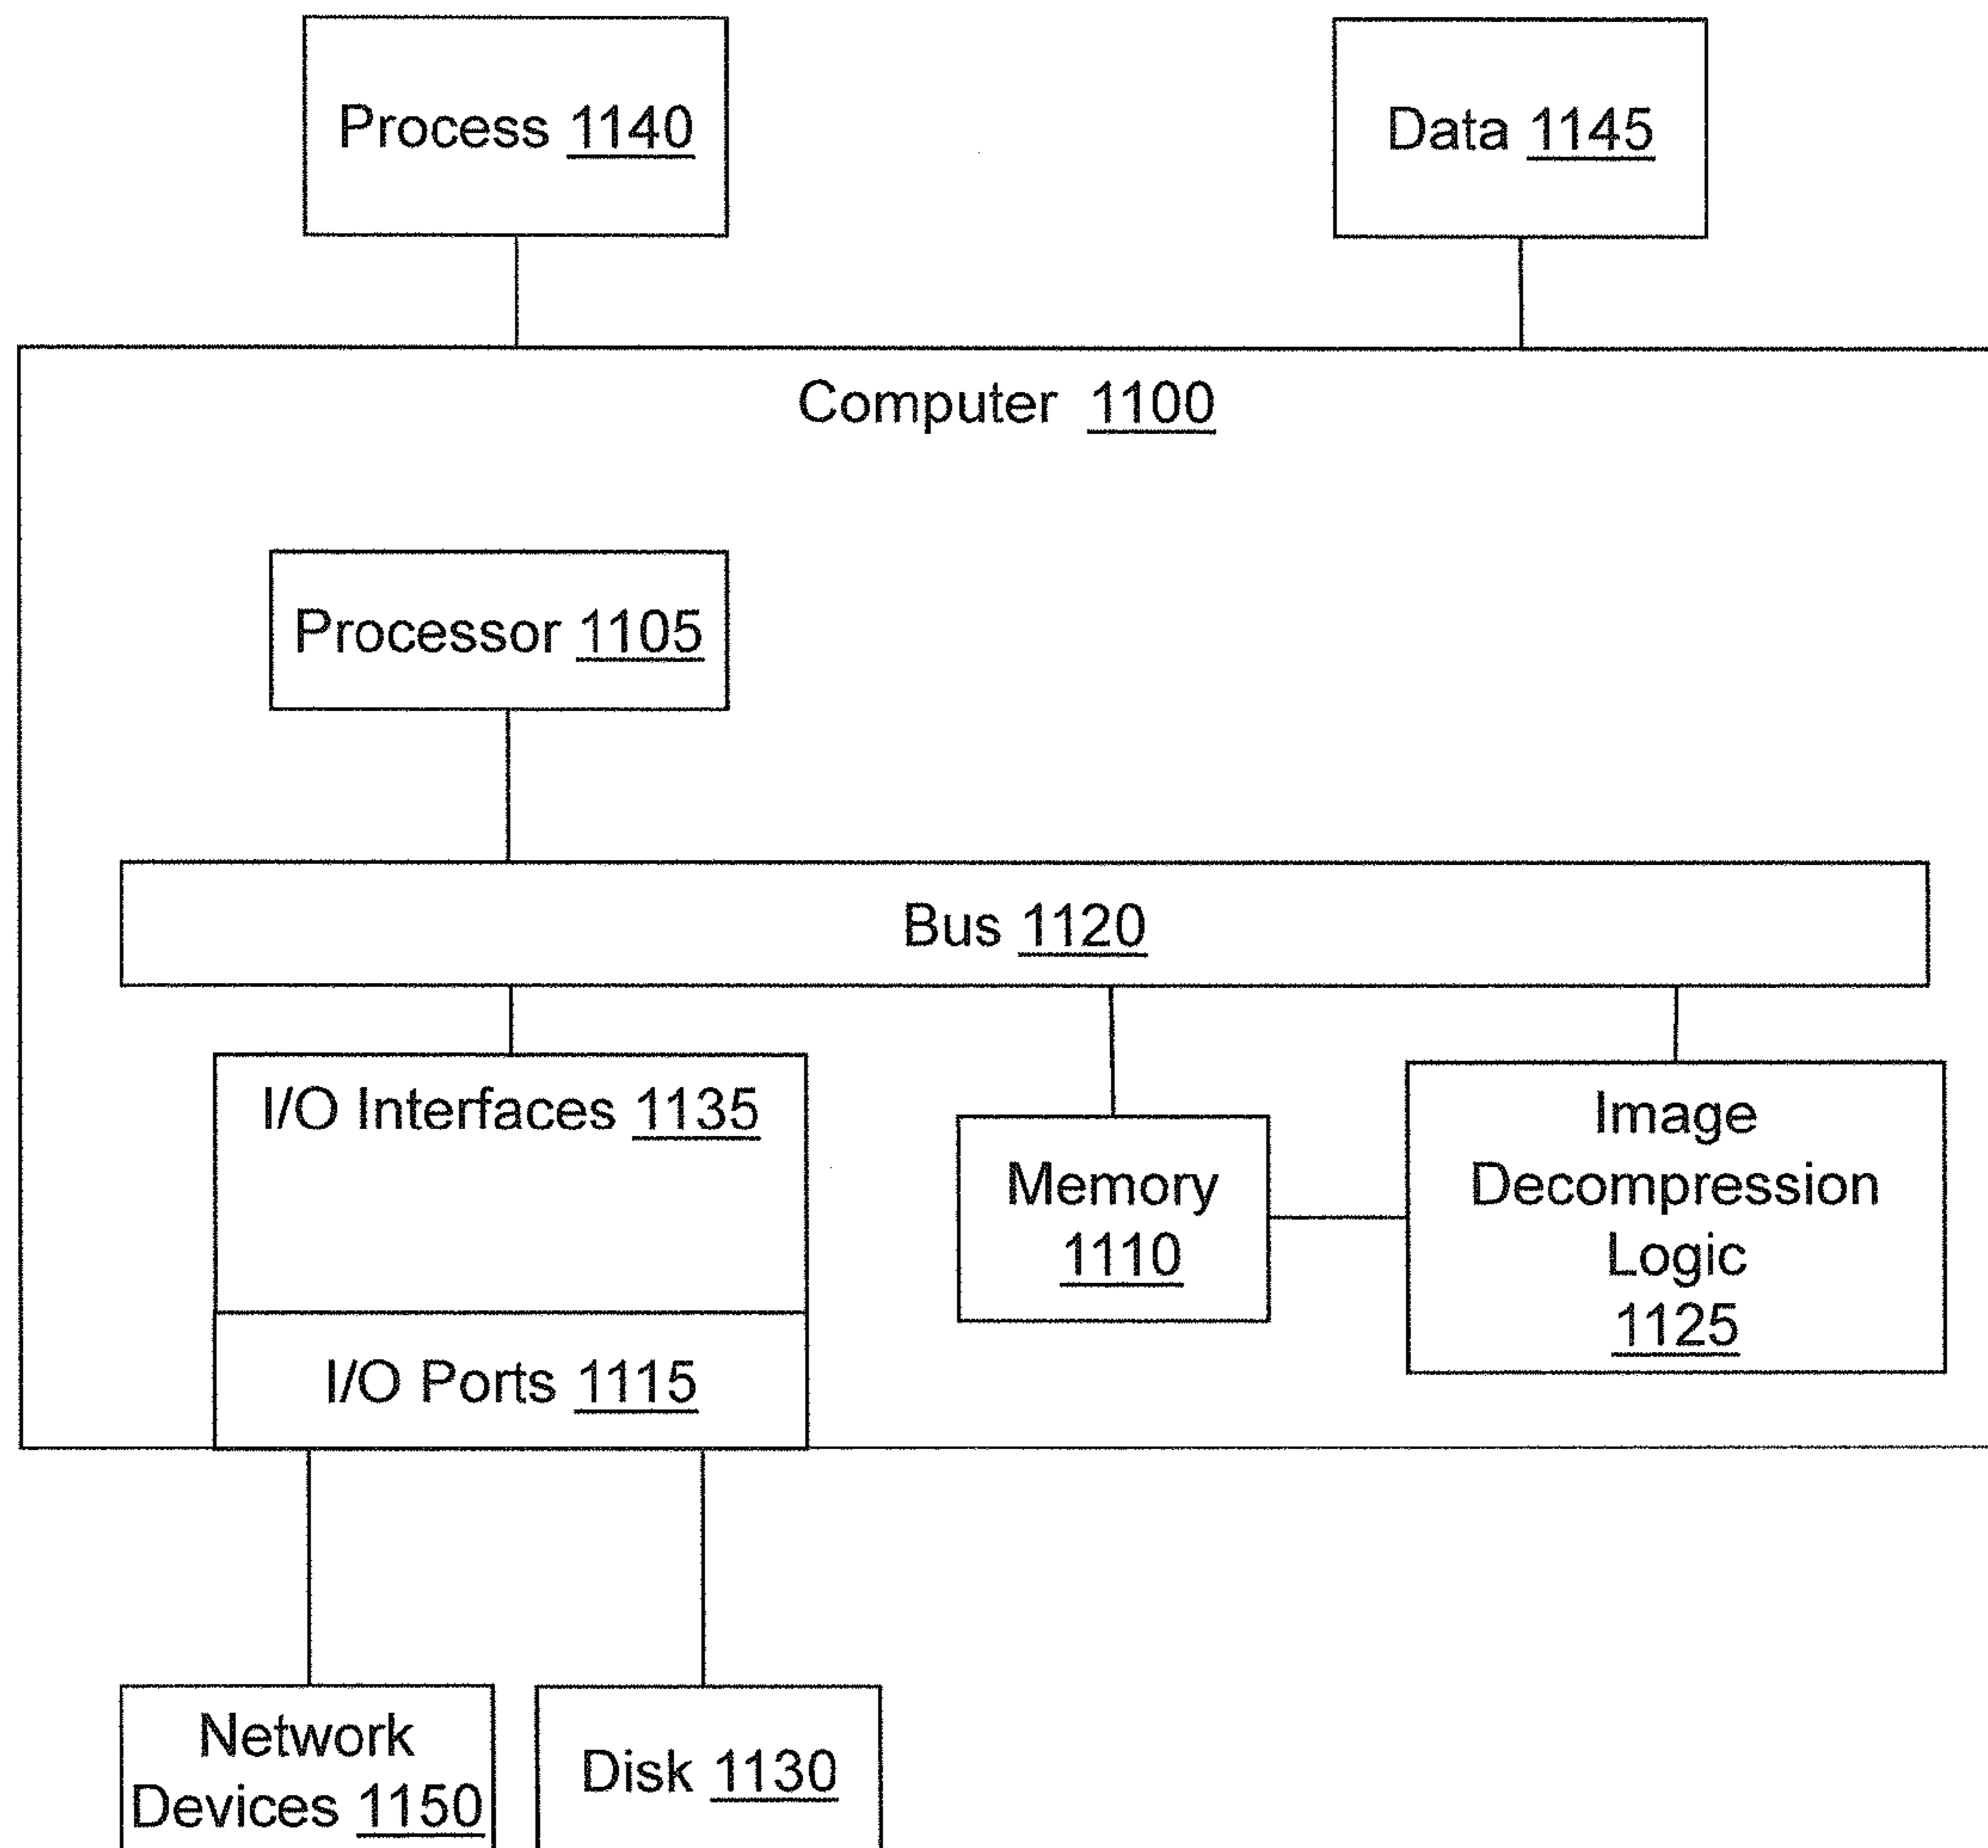 Process 1140
Data 1145
Computer 1100
Processor 1105
Bus 1120
I/O Interfaces 1135
Memory
1110
Image
Decompression
Logic
1125
I/O Ports 1115
Network
Devices 1150
Disk 1130